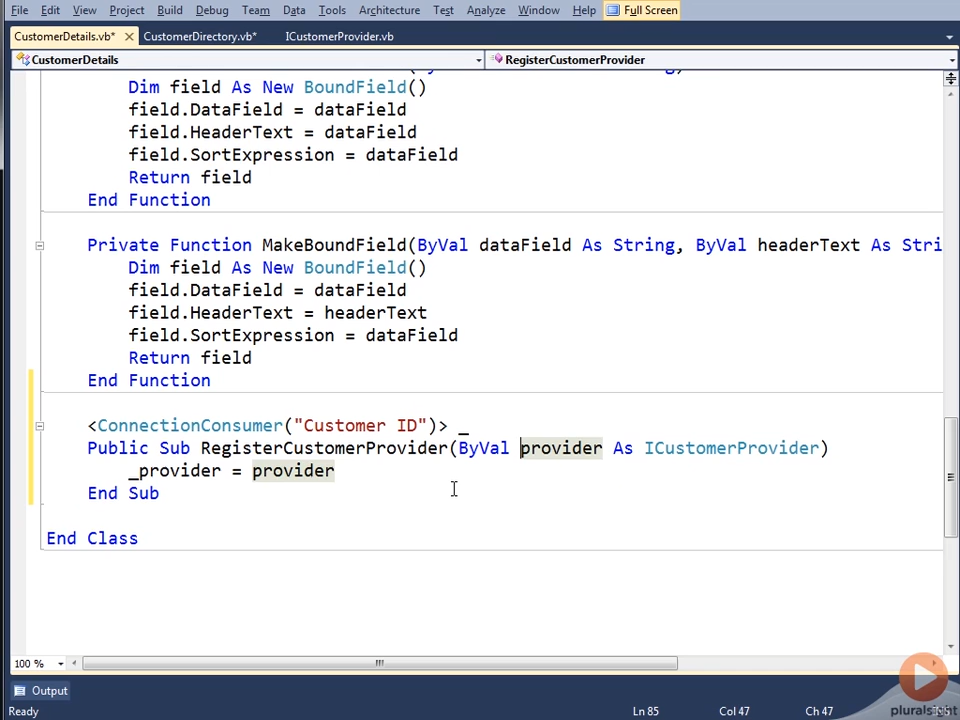 File Edit View Project Build Debug Team Data Tools Architecture Test Analyze Window Help Full Screen
CustomerDetails.vb* CustomerDirectory.vb* ICustomerProvider.vb
CustomerDetails RegisterCustomerProvider
Dim field As New BoundField()
field.DataField = dataField
field.HeaderText = dataField
field.SortExpression = dataField
Return field
End Function
Private Function MakeBoundField(ByVal dataField As String, ByVal headerText As Stri
Dim field As New BoundField()
field.DataField = dataField
field.HeaderText = headerText
field.SortExpression = dataField
Return field
End Function
<ConnectionConsumer("Customer ID")> _
Public Sub RegisterCustomerProvider(ByVal provider As ICustomerProvider)
_provider = provider
End Sub
End Class
100 %
Output
Ready Ln 85 Col 47 Ch 47